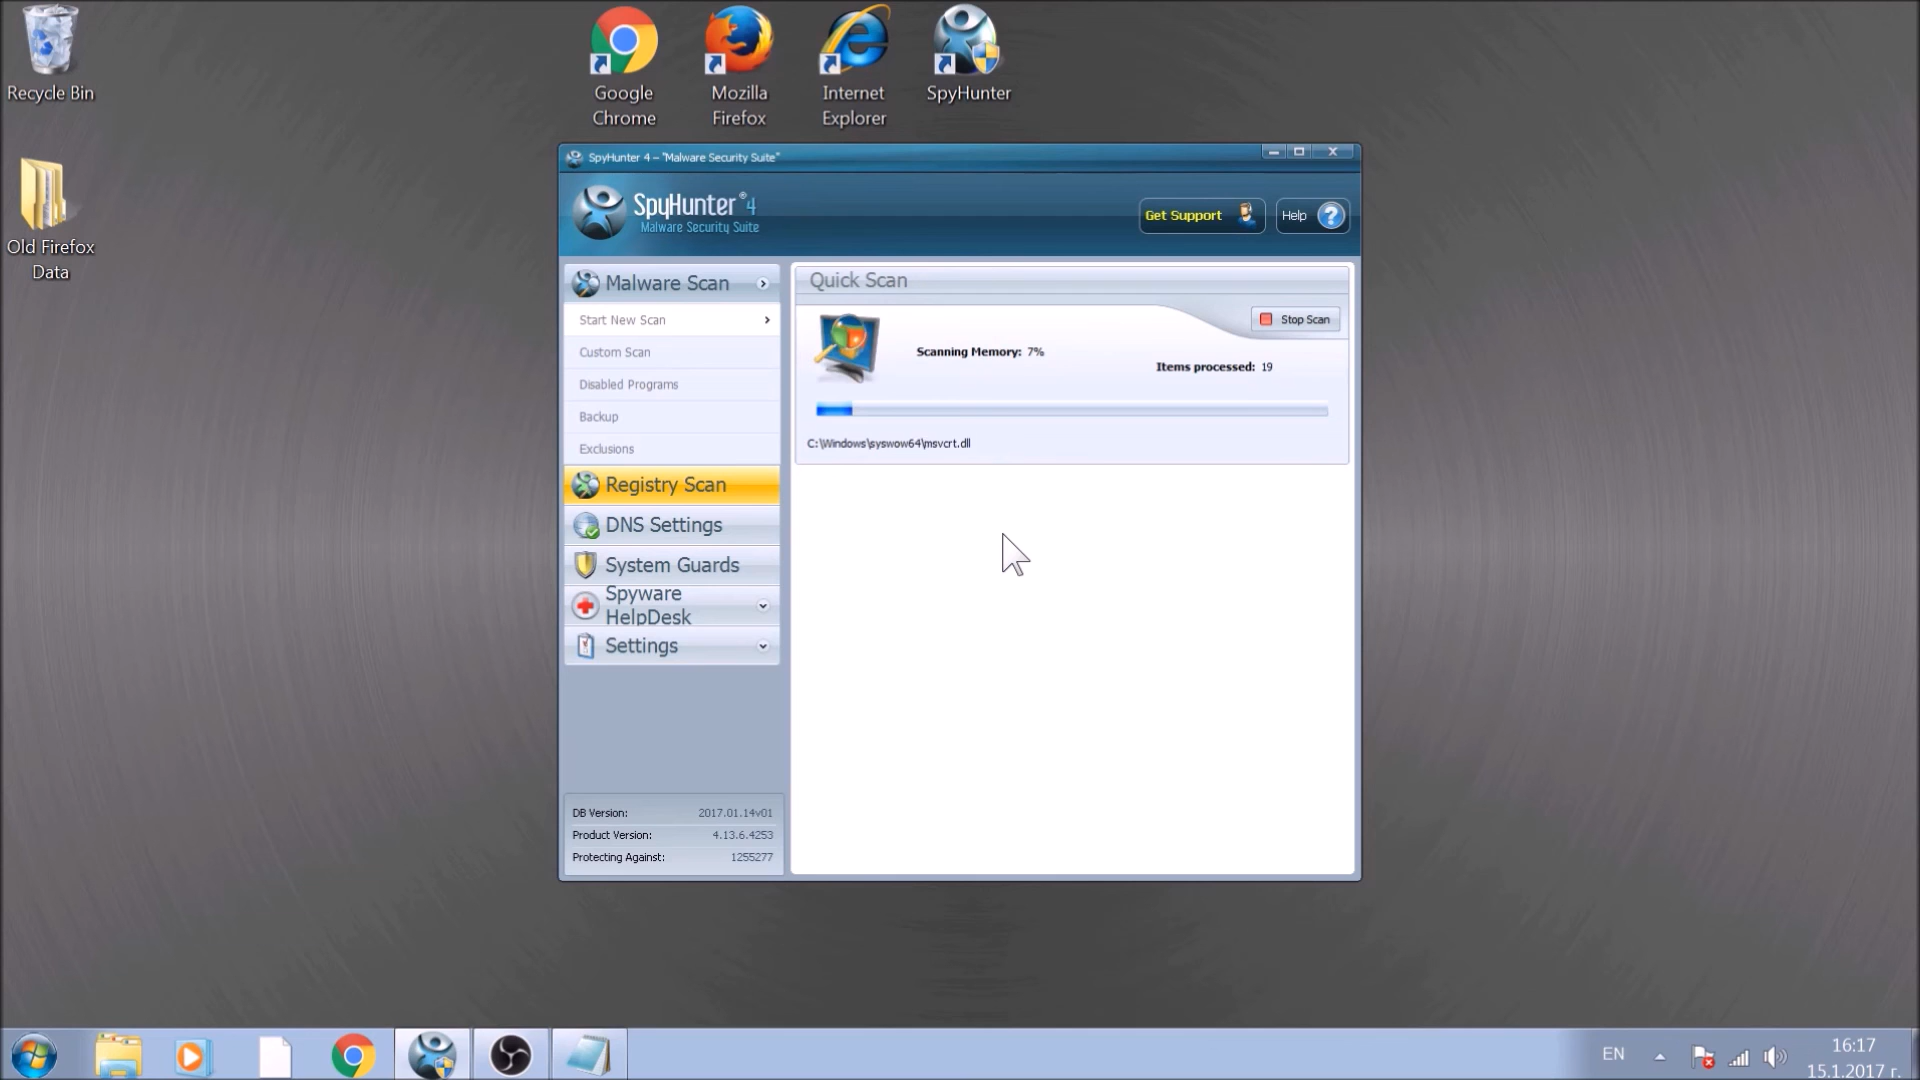 Recycle Bin
Google
Chrome
Mozilla
Firefox
Internet
Explorer
SpyHunter
Old Firefox
Data
SpyHunter 4 – "Malware Security Suite"
SpyHunter®4
Malware Security Suite
Get Support
Help
?
Malware Scan
Start New Scan
Custom Scan
Disabled Programs
Backup
Exclusions
Registry Scan
DNS Settings
System Guards
Spyware
HelpDesk
Settings
Quick Scan
Stop Scan
Scanning Memory: 7%
Items processed: 19
C:\Windows\syswow64\msvcrt.dll
DB Version: 2017.01.14v01
Product Version: 4.13.6.4253
Protecting Against: 1255277
EN
16:17
15.1.2017 г.